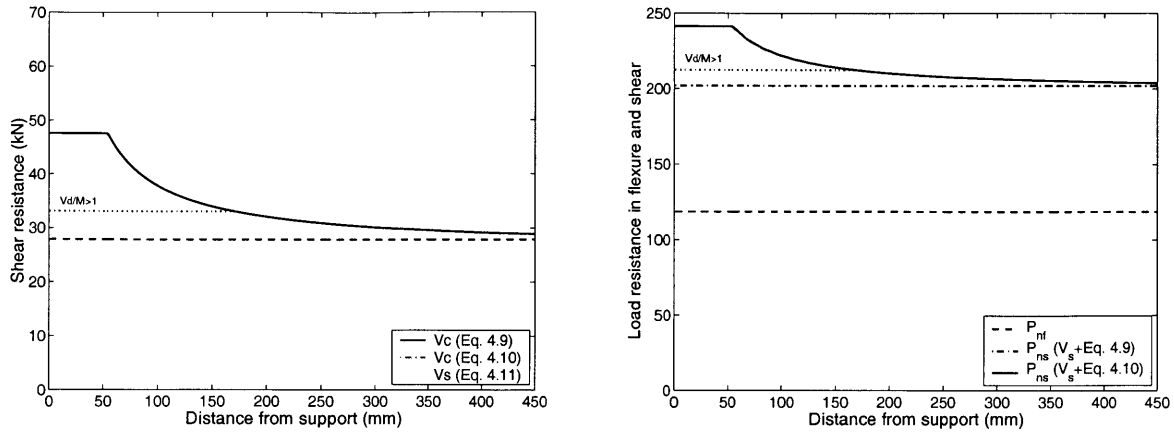 70
60
50
40
30
20
10
0
Shear resistance (kN)
Vd/M>1
Vc (Eq. 4.9)
Vc (Eq. 4.10)
Vs (Eq. 4.11)
0 50 100 150 200 250 300 350 400 450
Distance from support (mm)
250
200
150
100
50
0
Load resistance in flexure and shear
Vd/M>1
Pnf
Pns (Vs+Eq. 4.9)
Pns (Vs+Eq. 4.10)
0 50 100 150 200 250 300 350 400 450
Distance from support (mm)